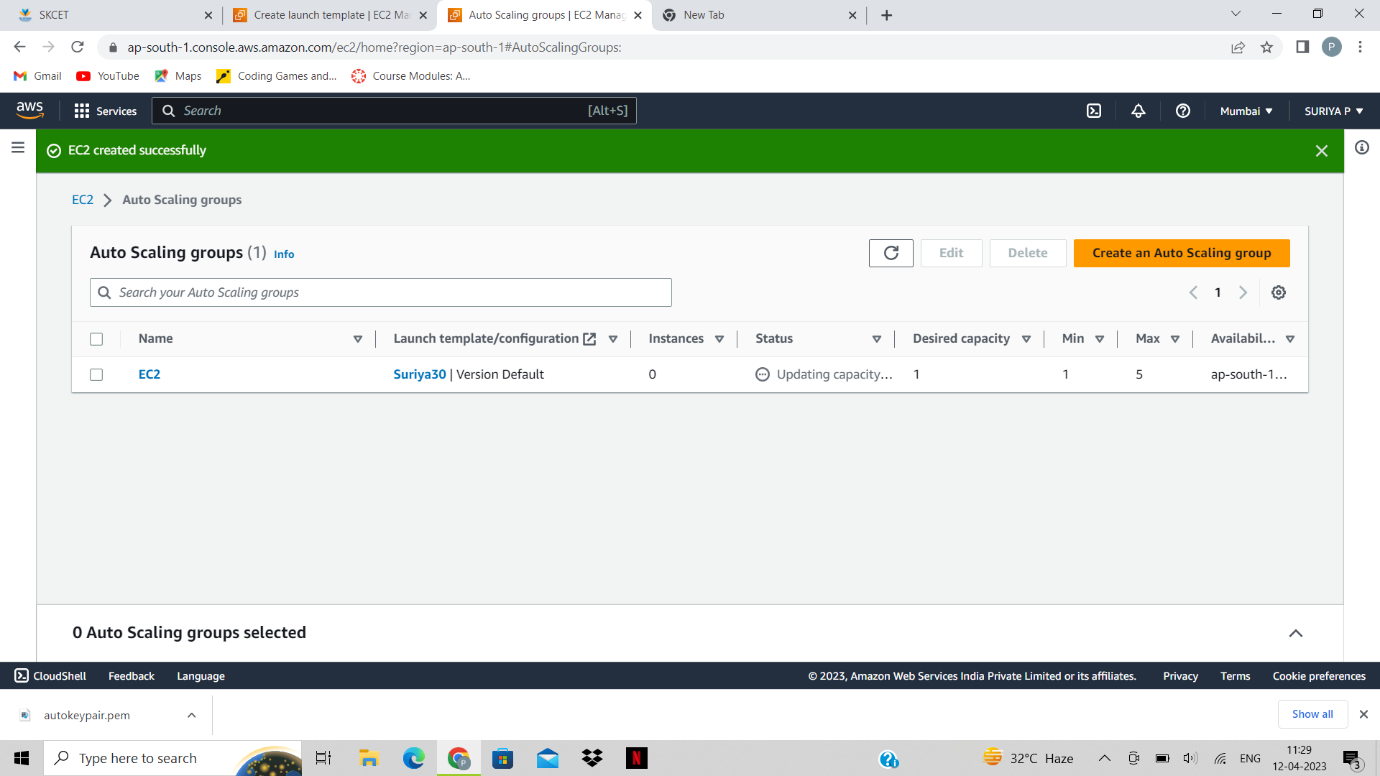 SKCET
Create launch template | EC2 Ma
Auto Scaling groups | EC2 Manag
New Tab
ap-south-1.console.aws.amazon.com/ec2/home?region=ap-south-1#AutoScalingGroups:
P
Gmail
YouTube
Maps
Coding Games and...
Course Modules: A...
aws
Services
Search
[Alt+S]
Mumbai
SURIYA P
EC2 created successfully
EC2
Auto Scaling groups
Auto Scaling groups (1) Info
Edit
Delete
Create an Auto Scaling group
Search your Auto Scaling groups
1
Name
Launch template/configuration
Instances
Status
Desired capacity
Min
Max
Availabil...
EC2
Suriya30 | Version Default
0
Updating capacity...
1
1
5
ap-south-1...
0 Auto Scaling groups selected
CloudShell
Feedback
Language
© 2023, Amazon Web Services India Private Limited or its affiliates.
Privacy
Terms
Cookie preferences
autokeypair.pem
Show all
Type here to search
N
32°C Haze
ENG
11:29
12-04-2023
3